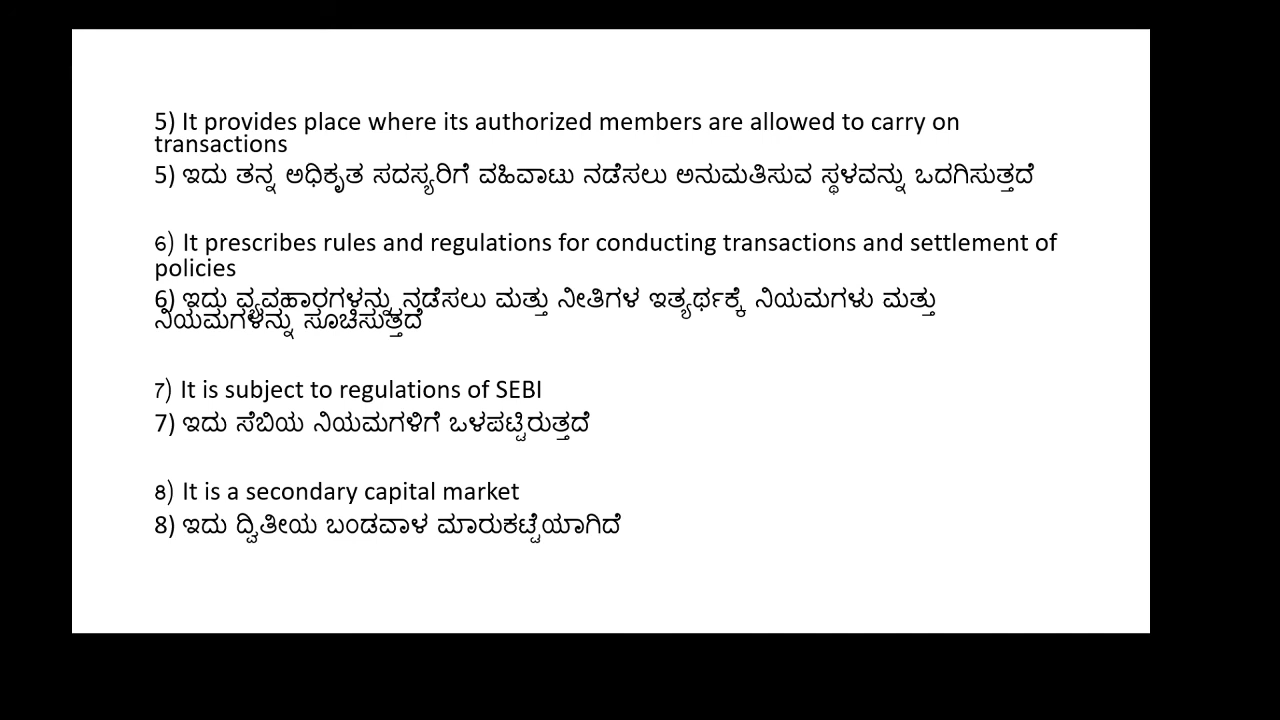 5) It provides place where its authorized members are allowed to carry on
transactions
5) ಇದು ತನ್ನ ಅಧಿಕೃತ ಸದಸ್ಯರಿಗೆ ವಹಿವಾಟು ನಡೆಸಲು ಅನುಮತಿಸುವ ಸ್ಥಳವನ್ನು ಒದಗಿಸುತ್ತದೆ
6) It prescribes rules and regulations for conducting transactions and settlement of
policies
6) ಇದು ವ್ಯವಹಾರಗಳನ್ನು ನಡೆಸಲು ಮತ್ತು ನೀತಿಗಳ ಇತ್ಯರ್ಥಕ್ಕೆ ನಿಯಮಗಳು ಮತ್ತು
ನಿಯಮಗಳನ್ನು ಸೂಚಿಸುತ್ತದೆ
7) It is subject to regulations of SEBI
7) ಇದು ಸೆಬಿಯ ನಿಯಮಗಳಿಗೆ ಒಳಪಟ್ಟಿರುತ್ತದೆ
8) It is a secondary capital market
8) ಇದು ದ್ವಿತೀಯ ಬಂಡವಾಳ ಮಾರುಕಟ್ಟೆಯಾಗಿದೆ